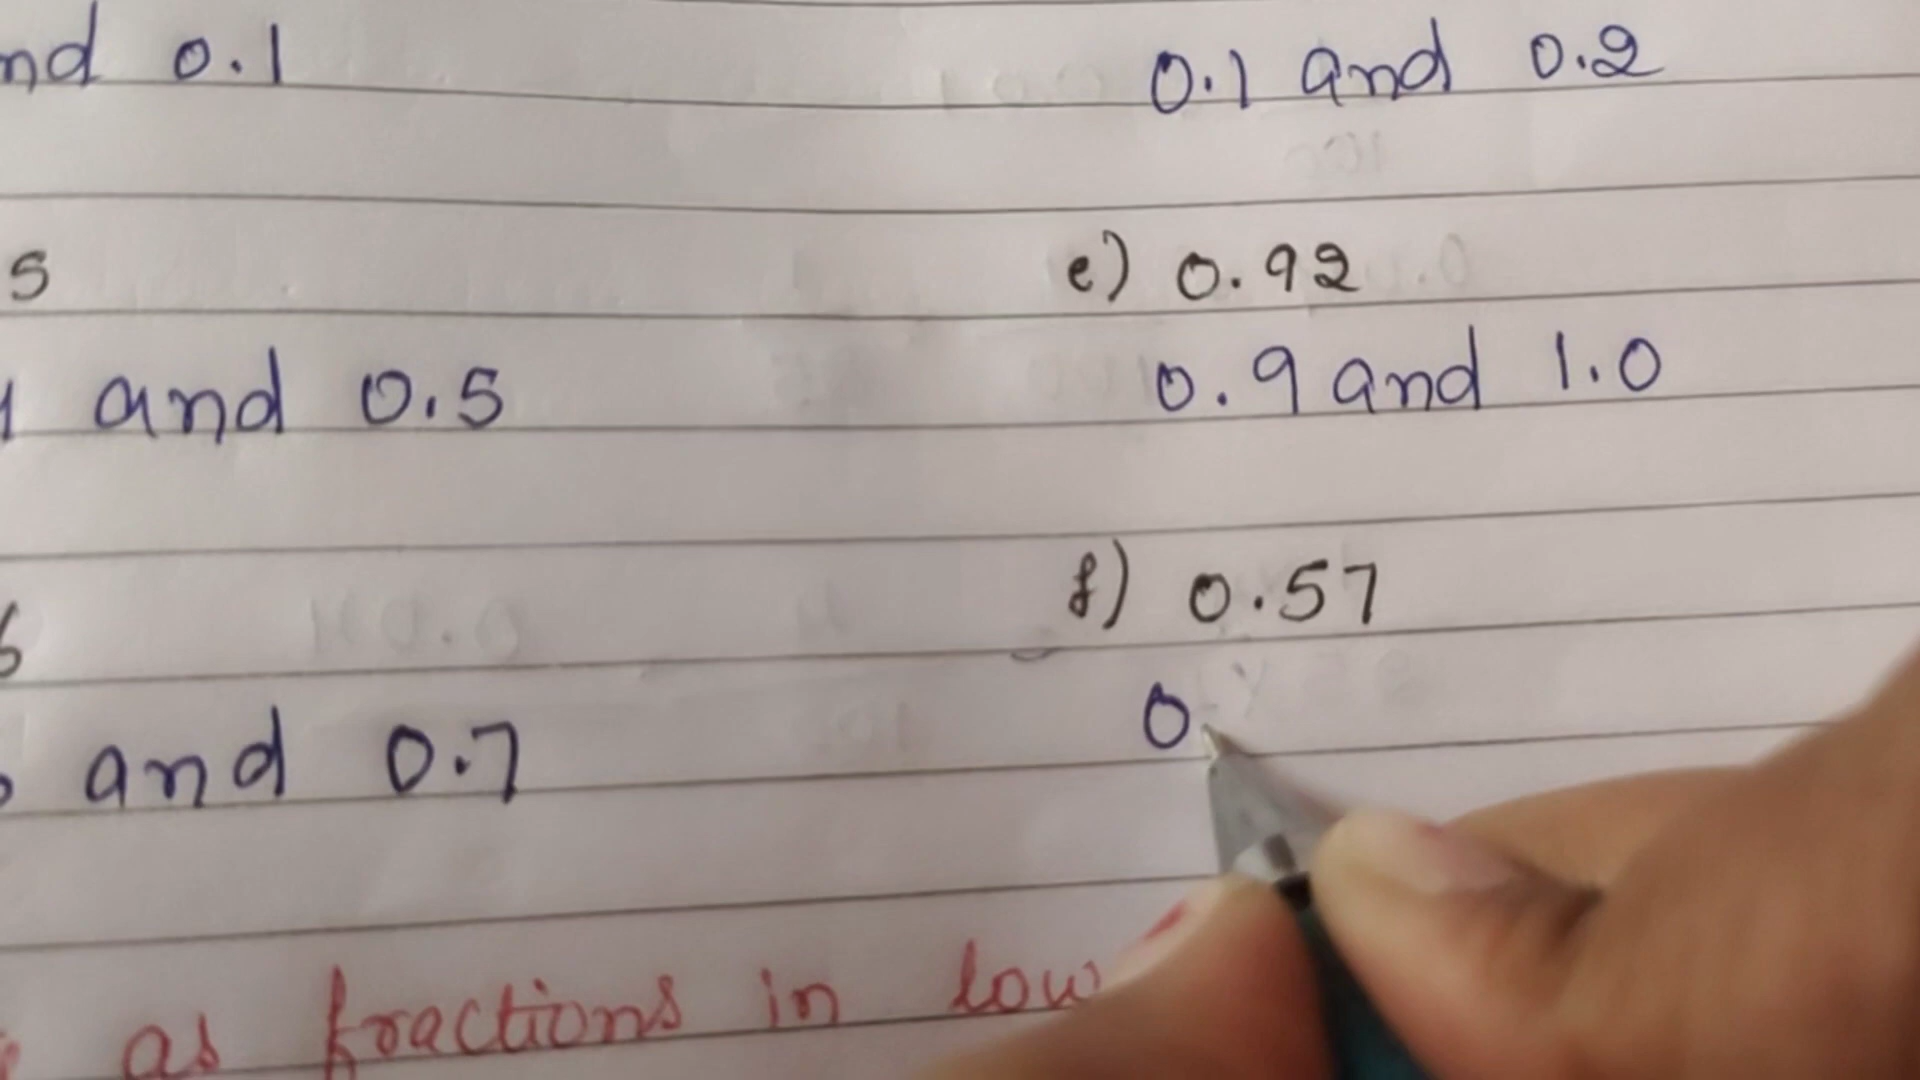 nd 0.1
5
and 0.5
and 0.7
0.1 and 0.2
e) 0.92
0.9 and 1.0
f) 0.57
0.
as fractions in low